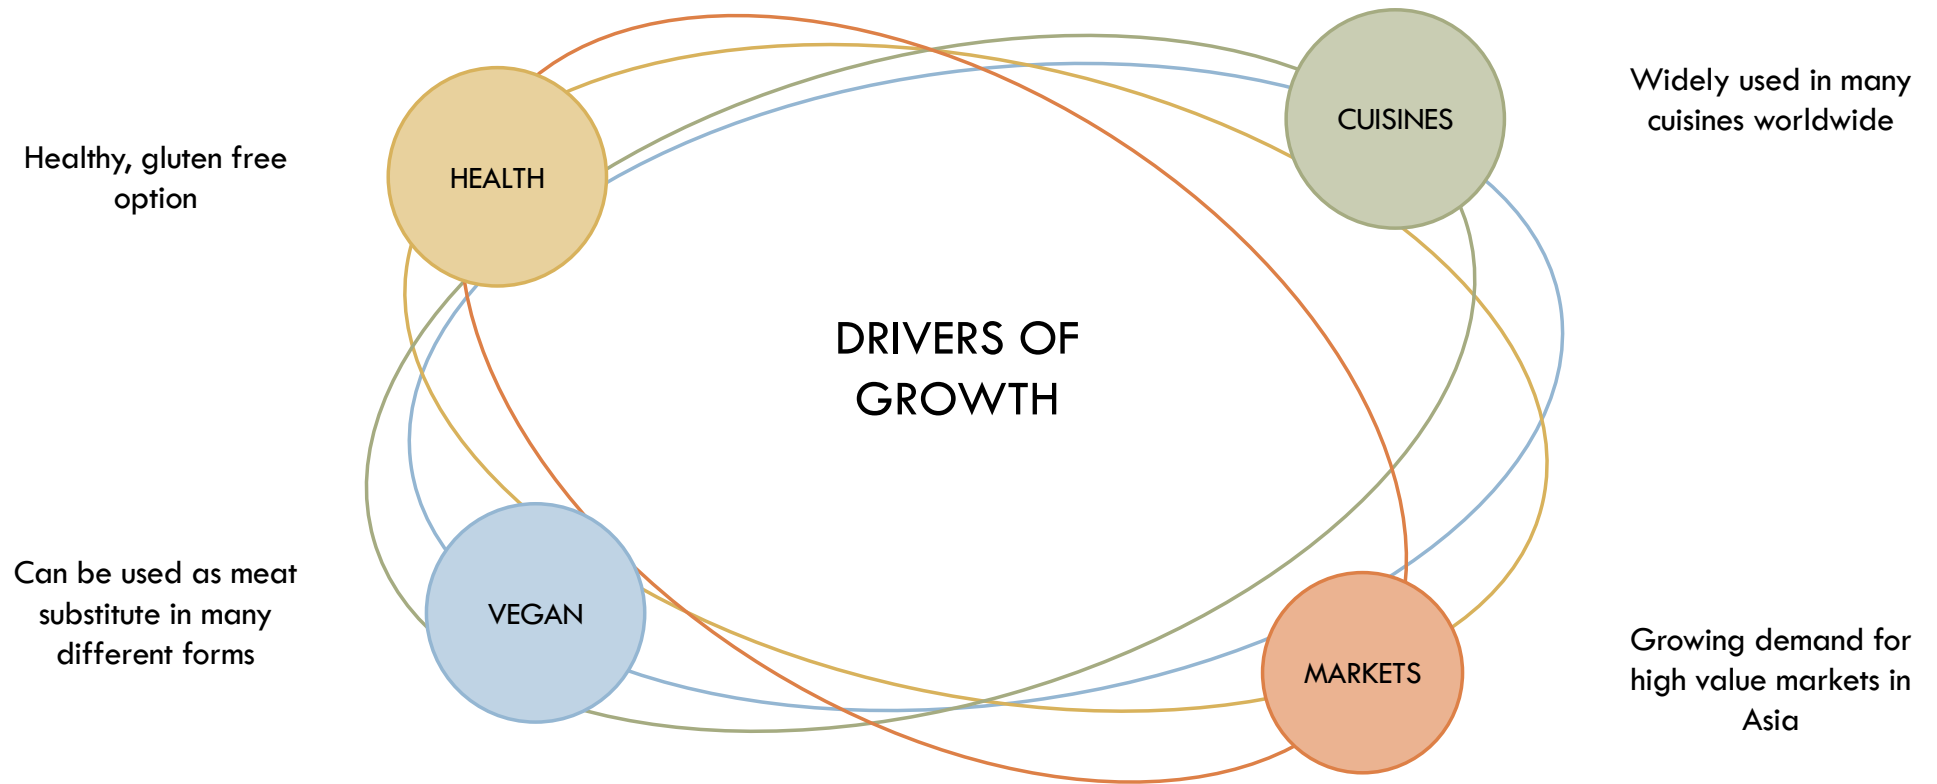 Healthy, gluten free
option
HEALTH
CUISINES
Widely used in many
cuisines worldwide
DRIVERS OF
GROWTH
Can be used as meat
substitute in many
different forms
VEGAN
MARKETS
Growing demand for
high value markets in
Asia